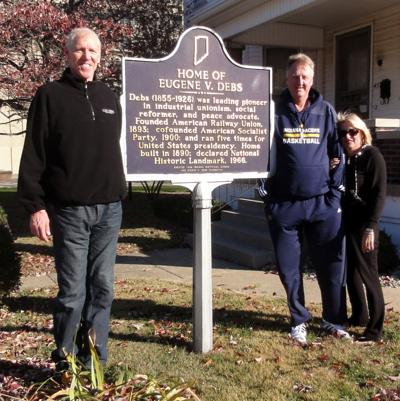 HOME OF
EUGENE V. DEBS
Debs (1855-1926) was leading pioneer
in industrial unionism, social
reformer, and peace advocate.
Founded American Railway Union,
1893; cofounded American Socialist
Party, 1900; and ran five times for
United States presidency. Home
built in 1890; declared National
Historic Landmark, 1966.
INDIANA PACERS
BASKETBALL